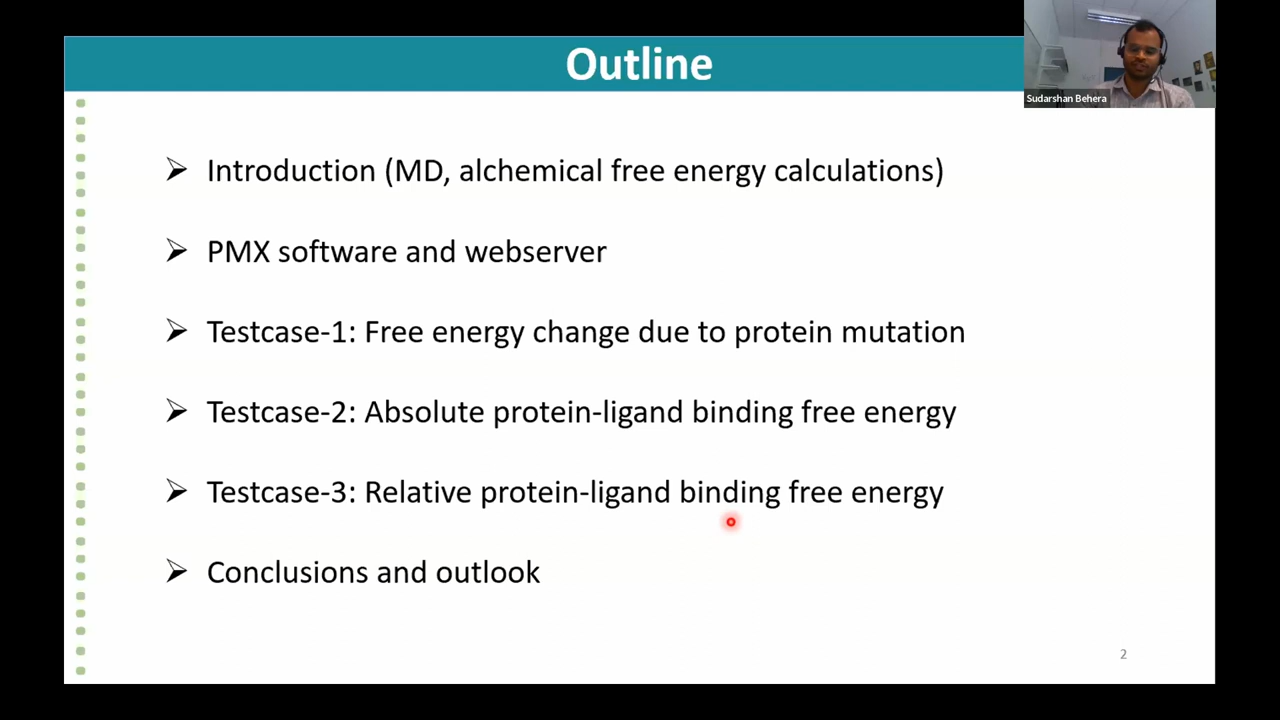 Outline
Sudarshan Behera
➢ Introduction (MD, alchemical free energy calculations)
➢ PMX software and webserver
➢ Testcase-1: Free energy change due to protein mutation
➢ Testcase-2: Absolute protein-ligand binding free energy
➢ Testcase-3: Relative protein-ligand binding free energy
➢ Conclusions and outlook
2